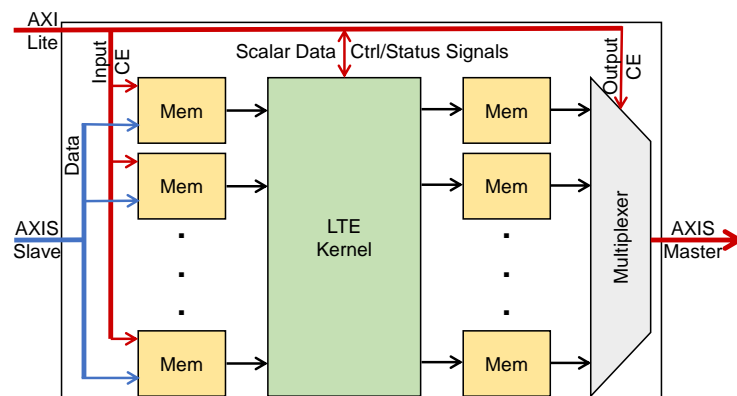 AXI
Lite
Input
CE
Scalar Data
Ctrl/Status Signals
Output
CE
Mem
Mem
Data
Mem
Mem
AXIS
Slave
LTE
Kernel
Multiplexer
AXIS
Master
Mem
Mem